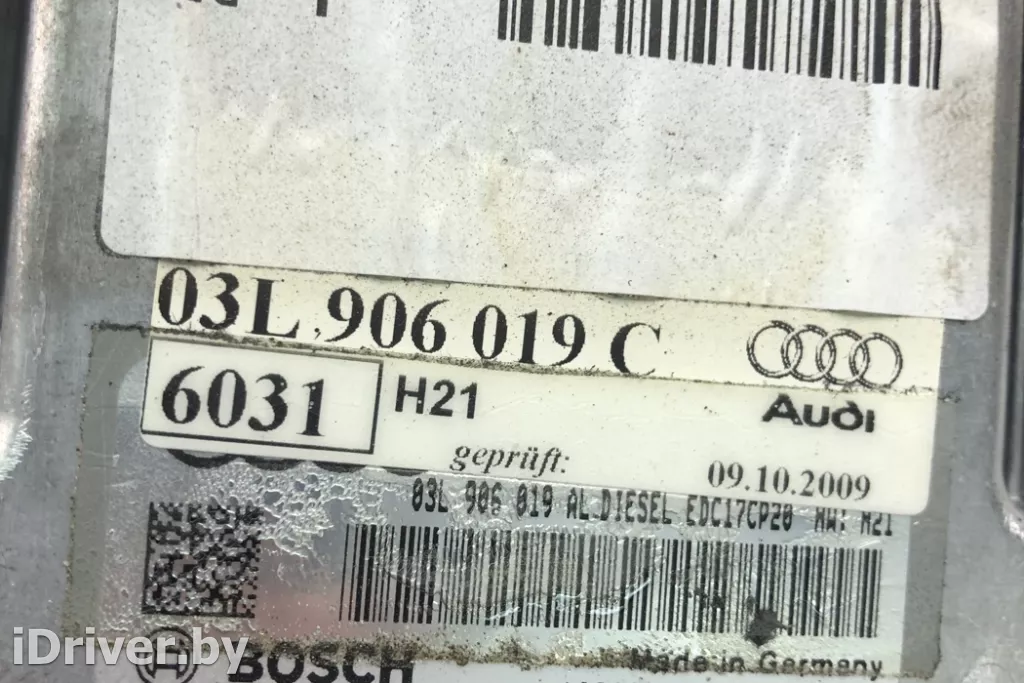 03L 906 019 C
6031 H21 Audi
geprüft: 09.10.2009
03L 906 019 AL DIESEL EDC17CP20 HW: H21
BOSCH Made in Germany
iDriver.by